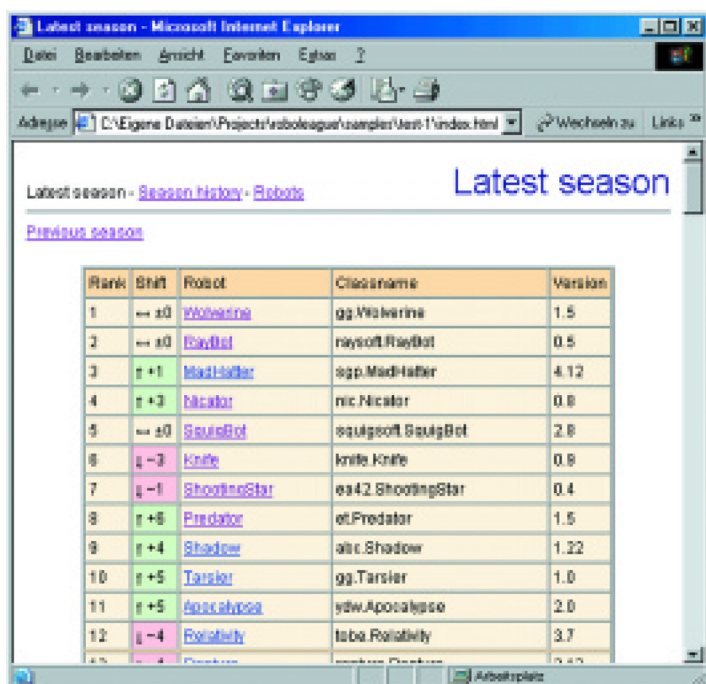 Latest season - Microsoft Internet Explorer
Datei Bearbeiten Ansicht Favoriten Extras ?
Adresse C:\Eigene Dateien\Projects\roboleague\samples\test-1\index.html Wechseln zu Links »
Latest season - Season history - Robots
Latest season
Previous season
Rank Shift Robot Classname Version
1 ↔ ±0 Wolverine gg.Wolverine 1.5
2 ↔ ±0 RayBot raysoft.RayBot 0.5
3 ↑ +1 MadHatter sgp.MadHatter 4.12
4 ↑ +3 Nicator nic.Nicator 0.8
5 ↔ ±0 SquigBot squigsoft.SquigBot 2.8
6 ↓ −3 Knife knife.Knife 0.9
7 ↓ −1 ShootingStar ea42.ShootingStar 0.4
8 ↑ +6 Predator et.Predator 1.5
9 ↑ +4 Shadow abc.Shadow 1.22
10 ↑ +5 Tarsier gg.Tarsier 1.0
11 ↑ +5 Apocalypse ydw.Apocalypse 2.0
12 ↓ −4 Relativity tobe.Relativity 3.7
Arbeitsplatz